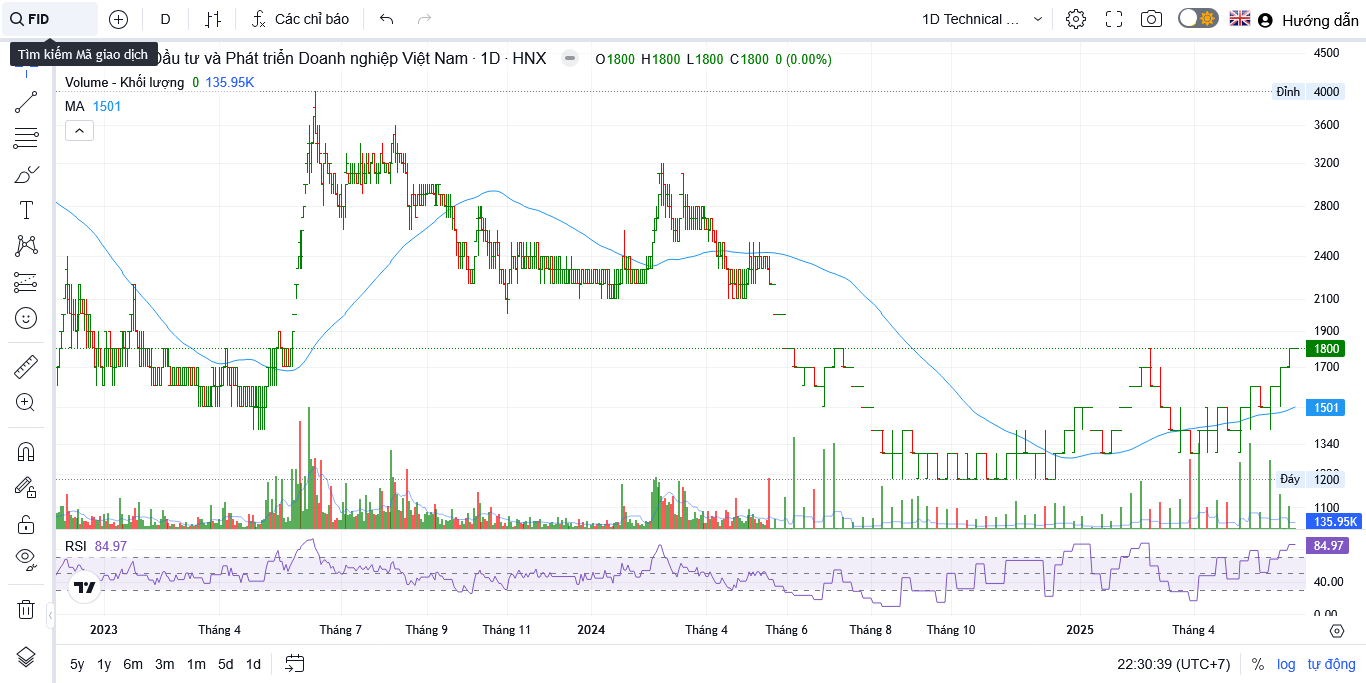 FID
D
Các chỉ báo
1D Technical ...
Hướng dẫn
Tìm kiếm Mã giao dịch
Đầu tư và Phát triển Doanh nghiệp Việt Nam · 1D · HNX
O1800 H1800 L1800 C1800 0 (0.00%)
Volume - Khối lượng 0 135.95K
MA 1501
4500
Đỉnh 4000
3600
3200
2800
2400
2100
1900
1800
1700
1501
1340
Đáy 1200
1100
135.95K
RSI 84.97
84.97
40.00
0.00
2023 Tháng 4 Tháng 7 Tháng 9 Tháng 11 2024 Tháng 4 Tháng 6 Tháng 8 Tháng 10 2025 Tháng 4
5y 1y 6m 3m 1m 5d 1d
22:30:39 (UTC+7) % log tự động